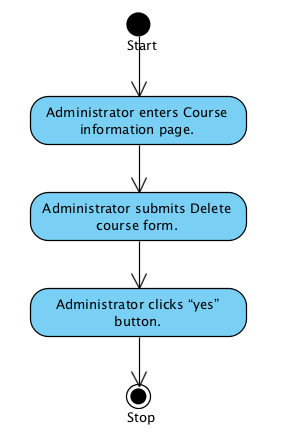 Start
Administrator enters Course
information page.
Administrator submits Delete
course form.
Administrator clicks “yes”
button.
Stop